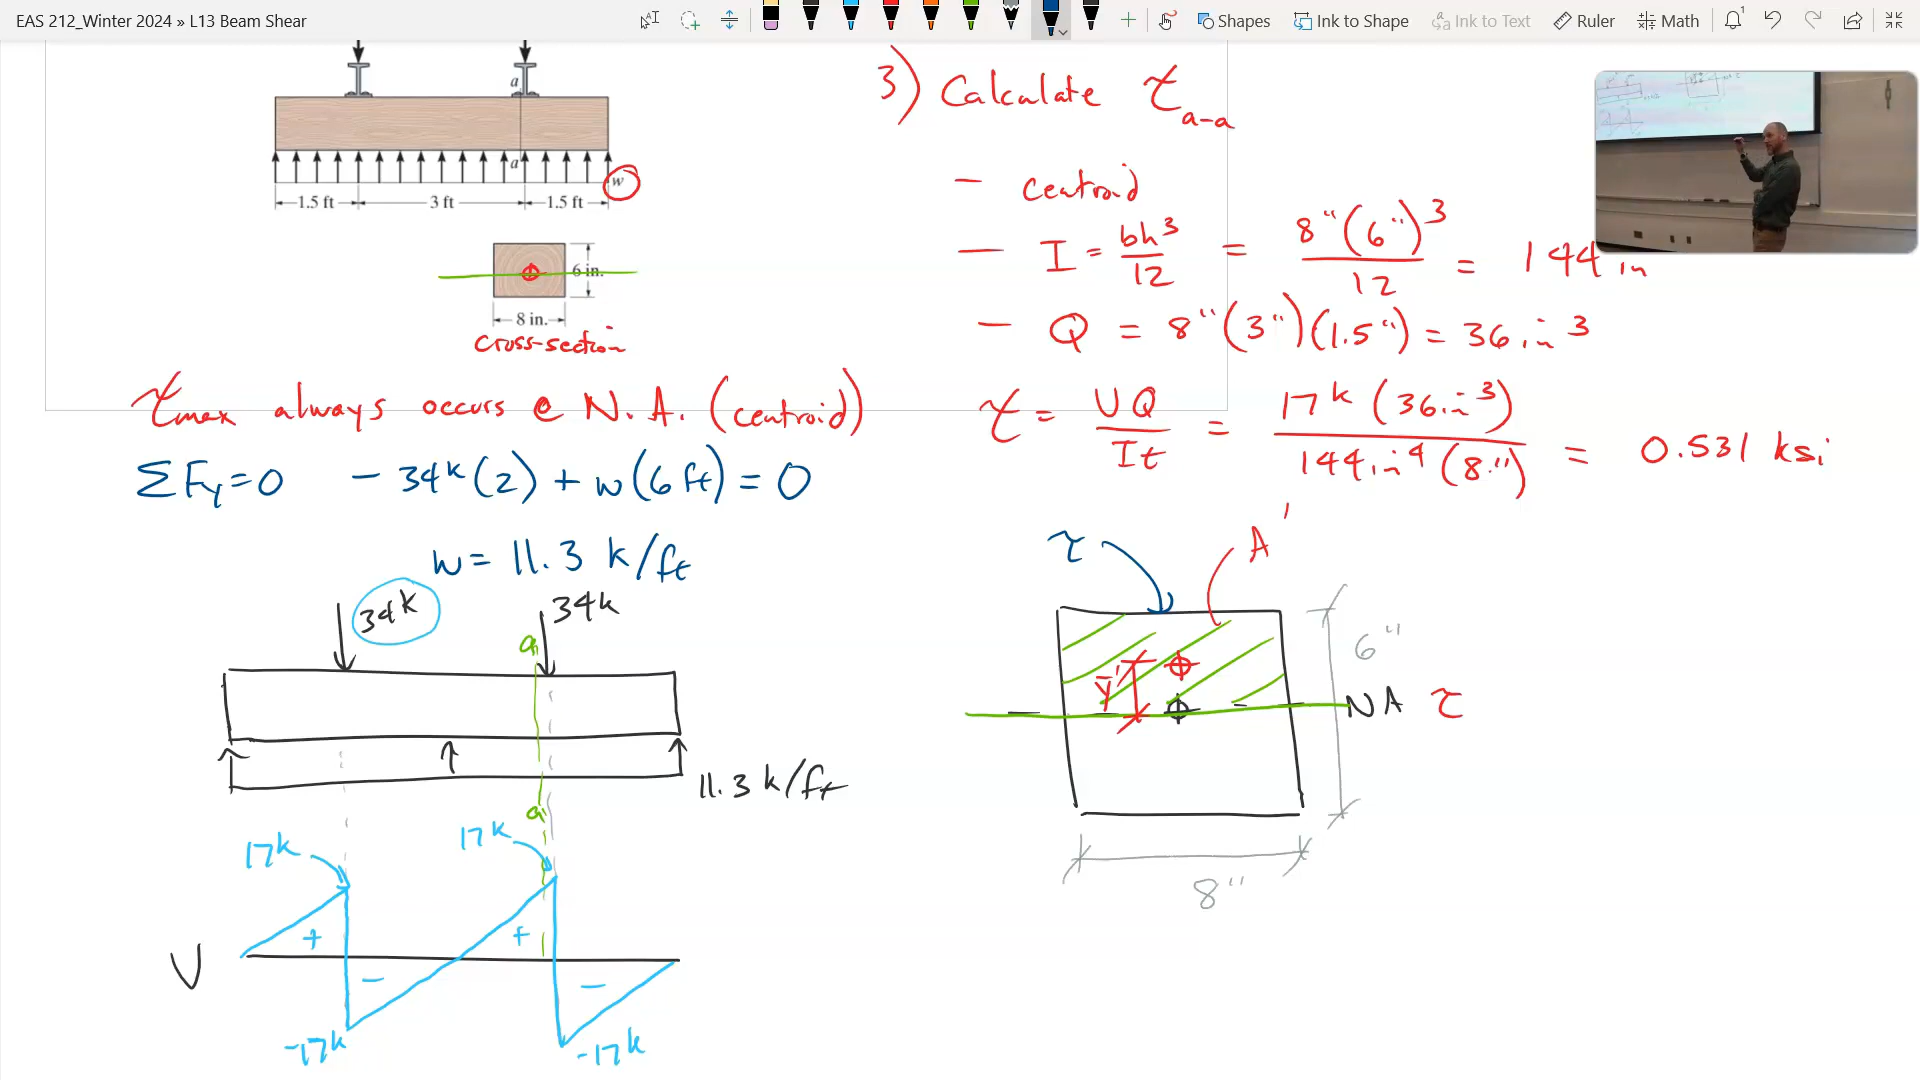 EAS 212_Winter 2024 » L13 Beam Shear
Shapes
Ink to Shape
Ink to Text
Ruler
Math
1
a
a
w
1.5 ft
3 ft
1.5 ft
6 in.
8 in.
cross-section
τmax always occurs @ N.A. (centroid)
ΣFy=0 -34k(2) + w(6ft) = 0
w = 11.3 k/ft
34k
34k
a
a
11.3 k/ft
17k
17k
V
+
-
+
-
-17k
-17k
3) Calculate τa-a
- centroid
- I = bh³/12 = 8"(6")³/12 = 144 in
- Q = 8"(3")(1.5") = 36in³
τ = VQ/It = 17k(36in³)/144in⁴(8") = 0.531 ksi
τ
A'
6"
ȳ'
NA τ
8"